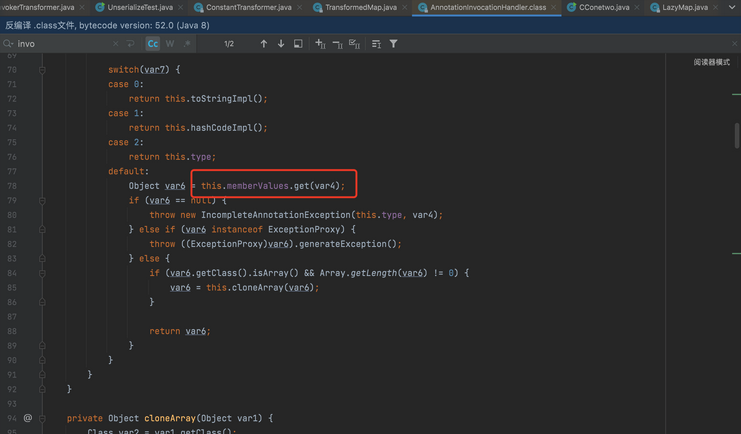 vokerTransformer.java UnserializeTest.java ConstantTransformer.java TransformedMap.java AnnotationInvocationHandler.class CConetwo.java LazyMap.java
反编译 .class文件, bytecode version: 52.0 (Java 8)
invo Cc W .* 1/2
69 阅读器模式
70 switch(var7) {
71 case 0:
72 return this.toStringImpl();
73 case 1:
74 return this.hashCodeImpl();
75 case 2:
76 return this.type;
77 default:
78 Object var6 = this.memberValues.get(var4);
79 if (var6 == null) {
80 throw new IncompleteAnnotationException(this.type, var4);
81 } else if (var6 instanceof ExceptionProxy) {
82 throw ((ExceptionProxy)var6).generateException();
83 } else {
84 if (var6.getClass().isArray() && Array.getLength(var6) != 0) {
85 var6 = this.cloneArray(var6);
86 }
87
88 return var6;
89 }
90 }
91 }
92 }
93
94 @ private Object cloneArray(Object var1) {
95 Class var2 = var1.getClass();